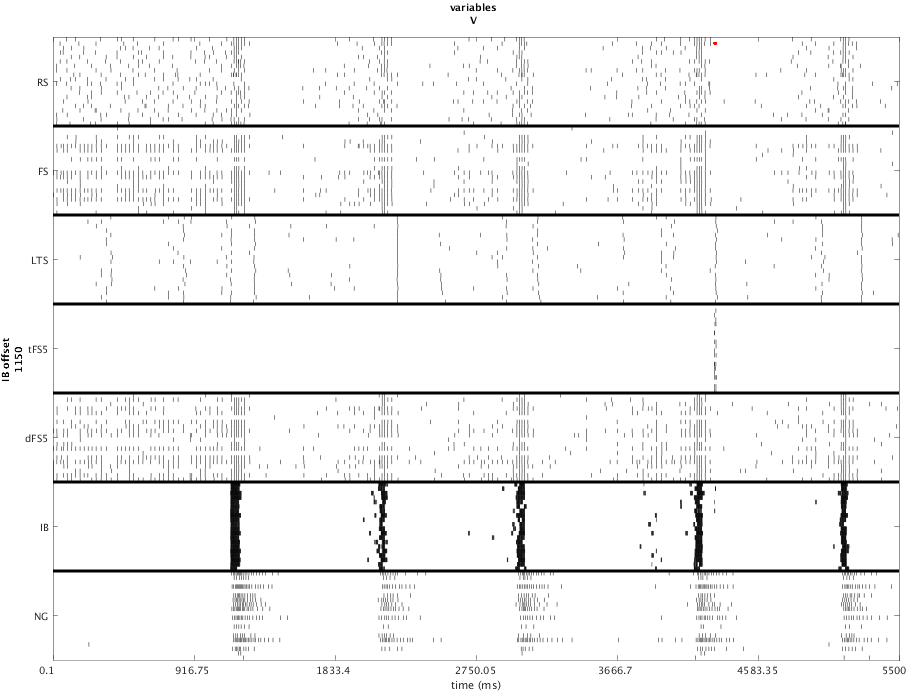 variables
V
RS
FS
LTS
tFS5
dFS5
IB
NG
IB offset
1150
0.1 916.75 1833.4 2750.05 3666.7 4583.35 5500
time (ms)